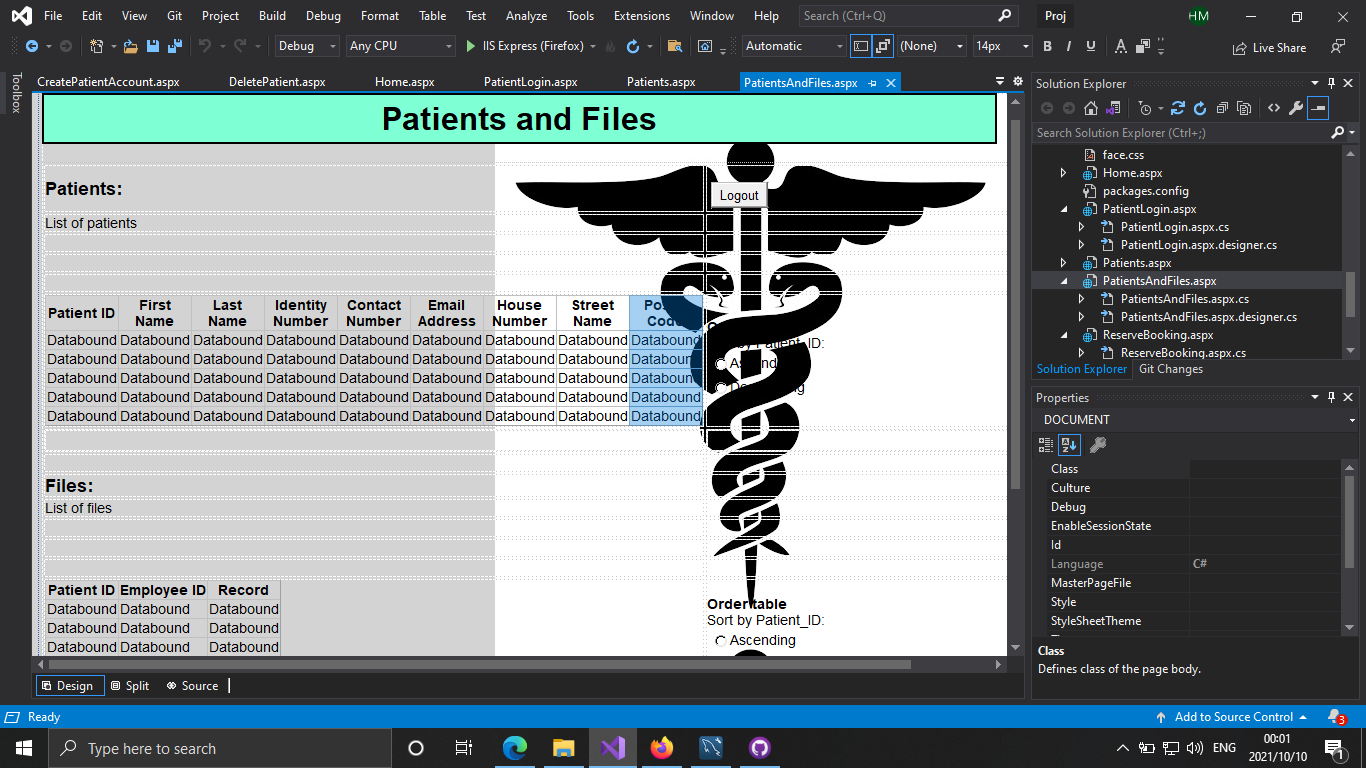 File Edit View Git Project Build Debug Format Table Test Analyze Tools Extensions Window Help Search (Ctrl+Q) Proj HM
Debug Any CPU IIS Express (Firefox) Automatic (None) 14px B I U A Live Share
Toolbox
CreatePatientAccount.aspx DeletePatient.aspx Home.aspx PatientLogin.aspx Patients.aspx PatientsAndFiles.aspx
Patients and Files
Patients:
Logout
List of patients
Patient ID First Name Last Name Identity Number Contact Number Email Address House Number Street Name
Databound Databound Databound Databound Databound Databound Databound Databound Databound
Databound Databound Databound Databound Databound Databound Databound Databound Databound
Databound Databound Databound Databound Databound Databound Databound Databound Databound
Databound Databound Databound Databound Databound Databound Databound Databound Databound
Databound Databound Databound Databound Databound Databound Databound Databound Databound
by Patient_ID:
Files:
List of files
Patient ID Employee ID Record
Databound Databound Databound
Databound Databound Databound
Databound Databound Databound
Order table
Sort by Patient_ID:
Ascending
Design Split Source
Solution Explorer
Search Solution Explorer (Ctrl+;)
face.css
Home.aspx
packages.config
PatientLogin.aspx
PatientLogin.aspx.cs
PatientLogin.aspx.designer.cs
Patients.aspx
PatientsAndFiles.aspx
PatientsAndFiles.aspx.cs
PatientsAndFiles.aspx.designer.cs
ReserveBooking.aspx
ReserveBooking.aspx.cs
Solution Explorer Git Changes
Properties
DOCUMENT
Class
Culture
Debug
EnableSessionState
Id
Language C#
MasterPageFile
Style
StyleSheetTheme
Class
Defines class of the page body.
Ready Add to Source Control 3
Type here to search ENG 00:01 2021/10/10 1